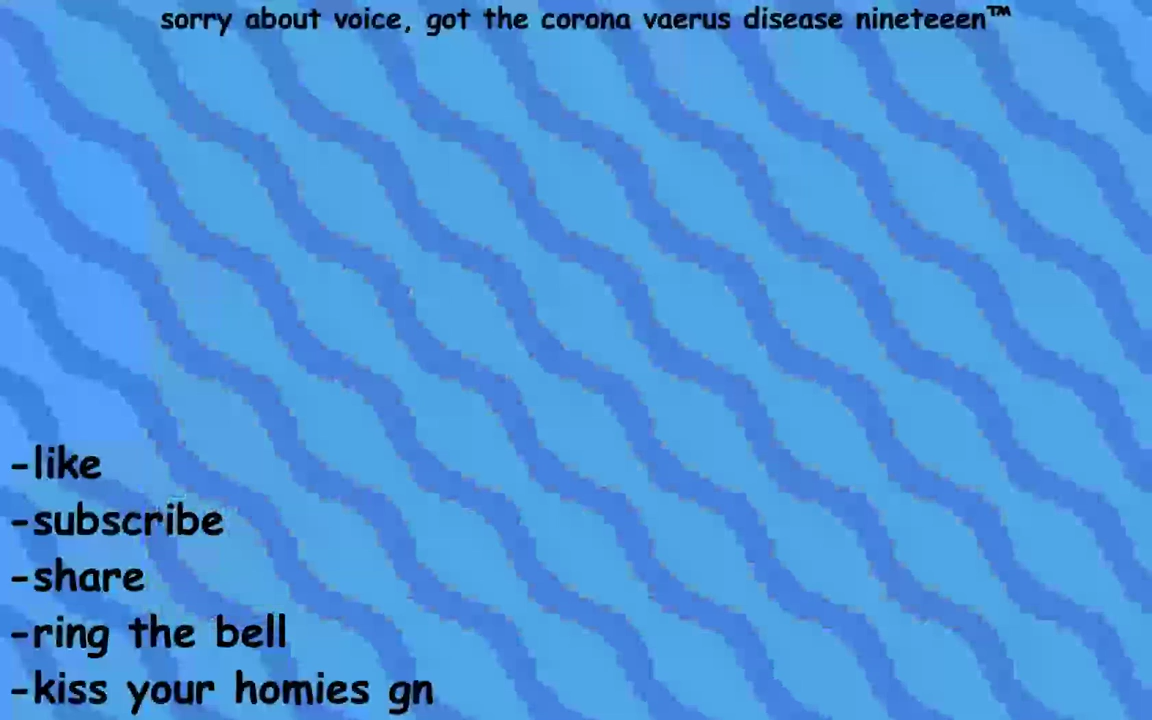 sorry about voice, got the corona vaerus disease nineteeen™
-like
-subscribe
-share
-ring the bell
-kiss your homies gn